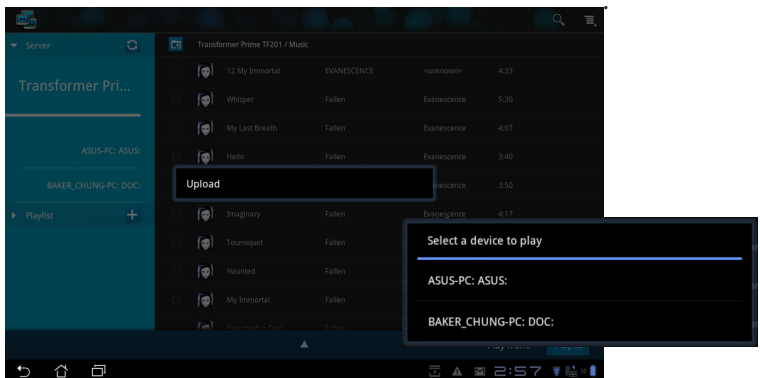 Server
Transformer Prime TF201 / Music
Transformer Pri...
12 My Immortal EVANESCENCE <unknown> 4:33
Whisper Fallen Evanescence 5:30
My Last Breath Fallen Evanescence 4:07
ASUS-PC: ASUS:
Hello Fallen Evanescence 3:40
BAKER_CHUNG-PC: DOC:
Upload
3:50
Playlist
Imaginary Fallen Evanescence 4:17
Tourniquet Fallen
Haunted Fallen
My Immortal Fallen
Select a device to play
ASUS-PC: ASUS:
BAKER_CHUNG-PC: DOC:
2:57